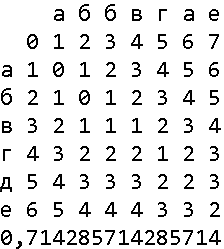 а б б в г а е
0 1 2 3 4 5 6 7
а 1 0 1 2 3 4 5 6
б 2 1 0 1 2 3 4 5
в 3 2 1 1 1 2 3 4
г 4 3 2 2 2 1 2 3
д 5 4 3 3 3 2 2 3
е 6 5 4 4 4 3 3 2
0,714285714285714